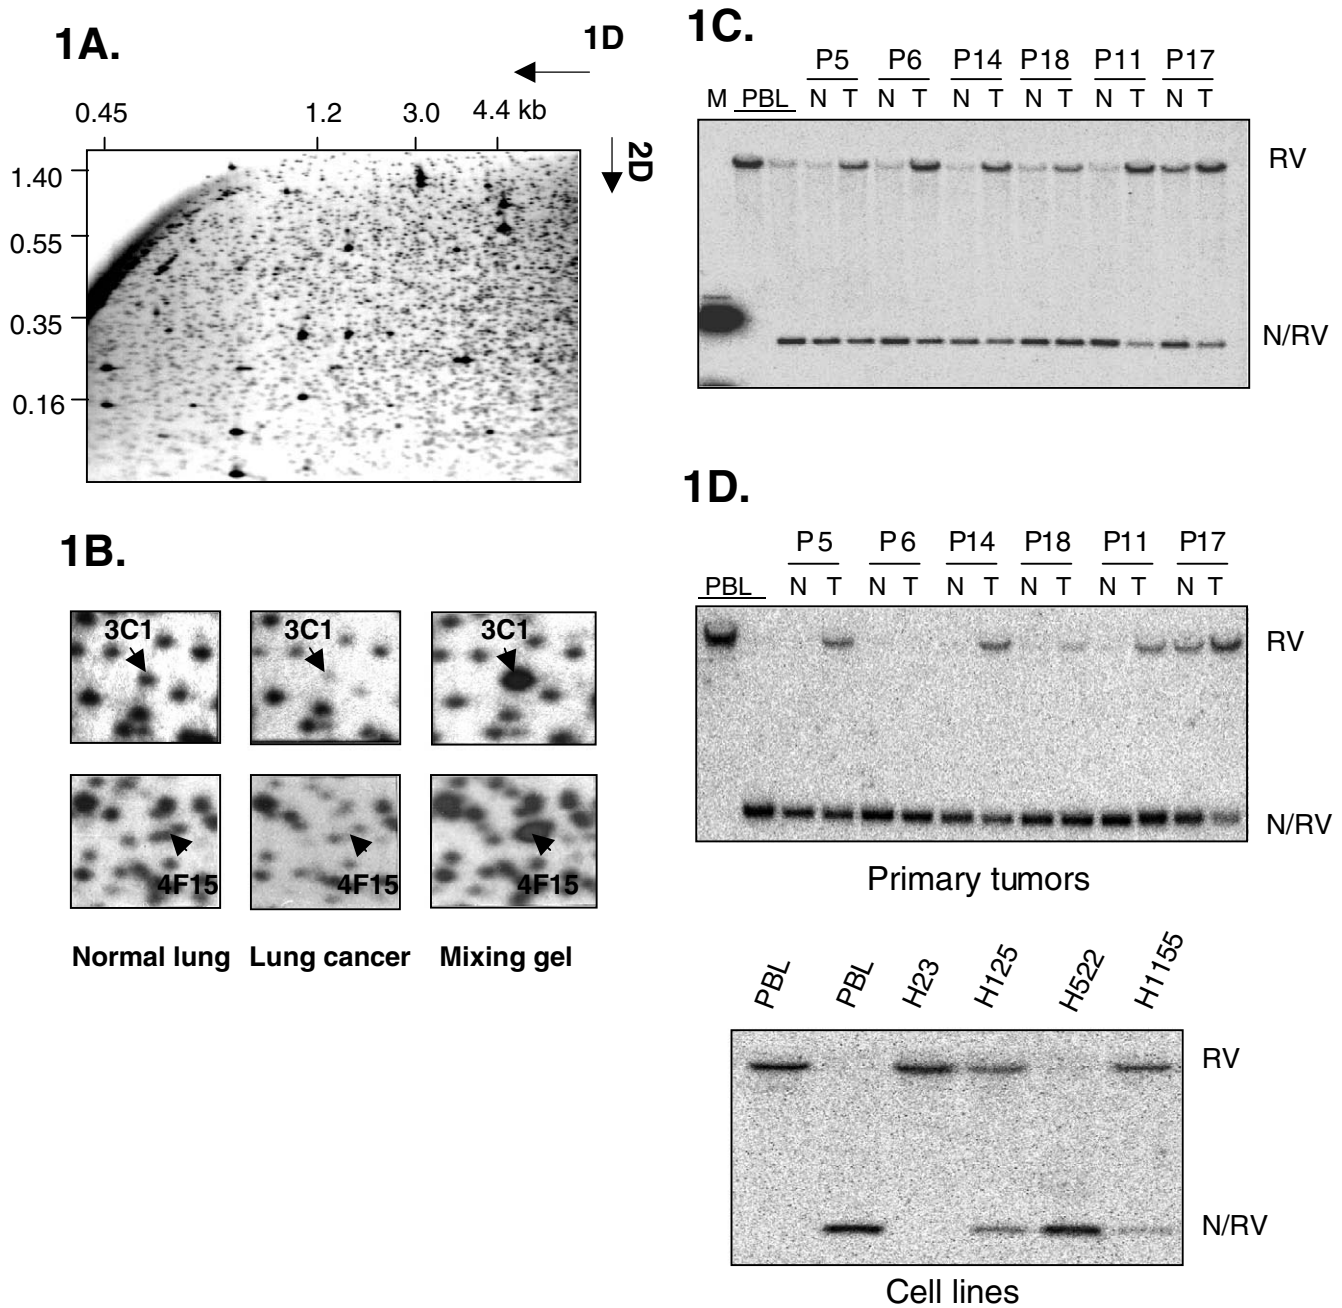 1A.
1D
0.45 1.2 3.0 4.4 kb
2D
1.40
0.55
0.35
0.16
1B.
3C1 3C1 3C1
4F15 4F15 4F15
Normal lung Lung cancer Mixing gel
1C.
P5 P6 P14 P18 P11 P17
M PBL N T N T N T N T N T N T
RV
N/RV
1D.
P5 P6 P14 P18 P11 P17
PBL N T N T N T N T N T N T
RV
N/RV
Primary tumors
PBL PBL H23 H125 H522 H1155
RV
N/RV
Cell lines